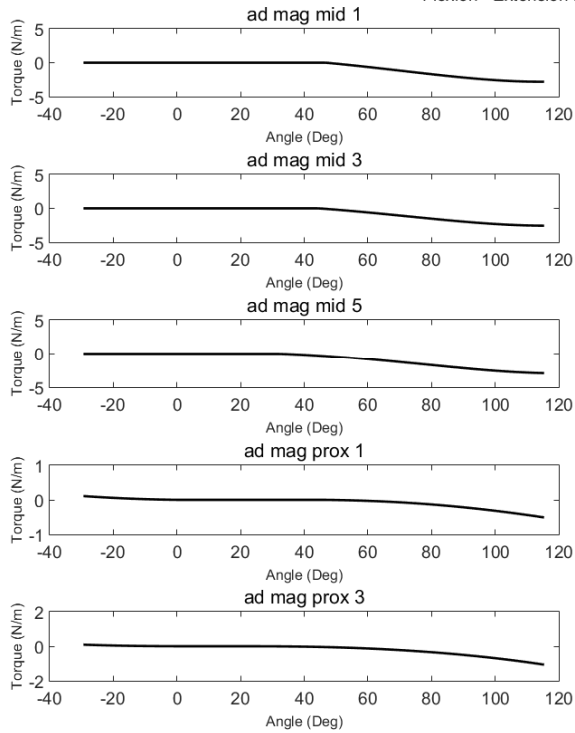 Flexion - Extension
ad mag mid 1
Torque (N/m)
5
0
-5
-40 -20 0 20 40 60 80 100 120
Angle (Deg)
ad mag mid 3
Torque (N/m)
5
0
-5
-40 -20 0 20 40 60 80 100 120
Angle (Deg)
ad mag mid 5
Torque (N/m)
5
0
-5
-40 -20 0 20 40 60 80 100 120
Angle (Deg)
ad mag prox 1
Torque (N/m)
1
0
-1
-40 -20 0 20 40 60 80 100 120
Angle (Deg)
ad mag prox 3
Torque (N/m)
2
0
-2
-40 -20 0 20 40 60 80 100 120
Angle (Deg)